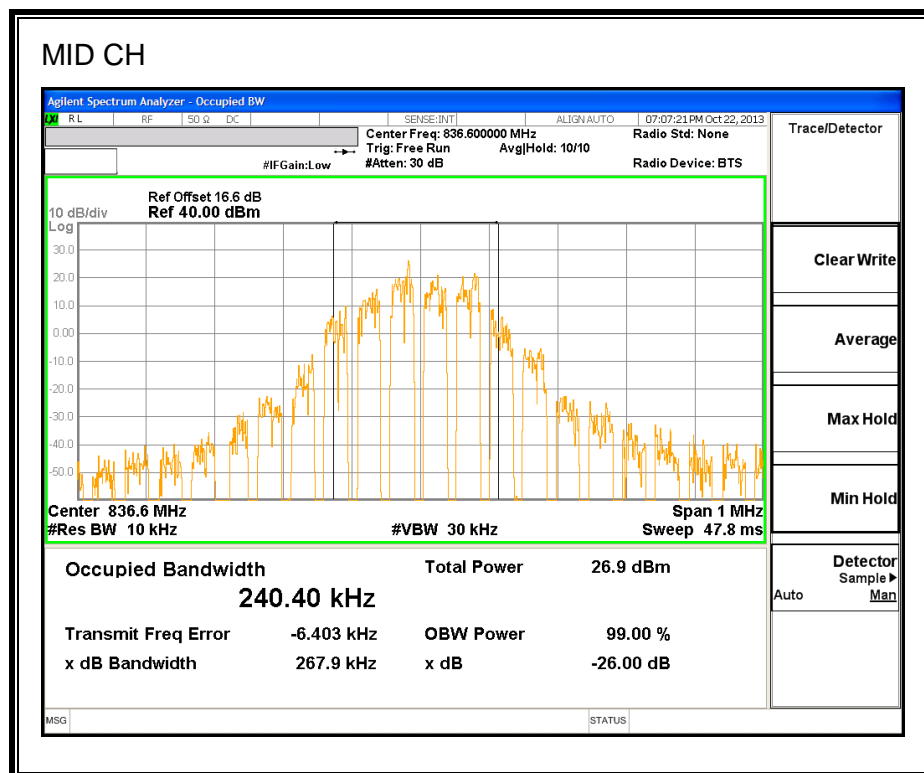 MID CH
Agilent Spectrum Analyzer - Occupied BW
LXI RL RF 50 Ω DC SENSE:INT ALIGN AUTO 07:07:21 PM Oct 22, 2013
Center Freq: 836.600000 MHz Radio Std: None
Trig: Free Run Avg|Hold: 10/10
#IFGain:Low #Atten: 30 dB Radio Device: BTS
Trace/Detector
Ref Offset 16.6 dB
10 dB/div Ref 40.00 dBm
Log
30.0
20.0
10.0
0.00
-10.0
-20.0
-30.0
-40.0
-50.0
Center 836.6 MHz Span 1 MHz
#Res BW 10 kHz #VBW 30 kHz Sweep 47.8 ms
Clear Write
Average
Max Hold
Min Hold
Detector
Sample ▶
Auto Man
Occupied Bandwidth Total Power 26.9 dBm
240.40 kHz
Transmit Freq Error -6.403 kHz OBW Power 99.00 %
x dB Bandwidth 267.9 kHz x dB -26.00 dB
MSG STATUS